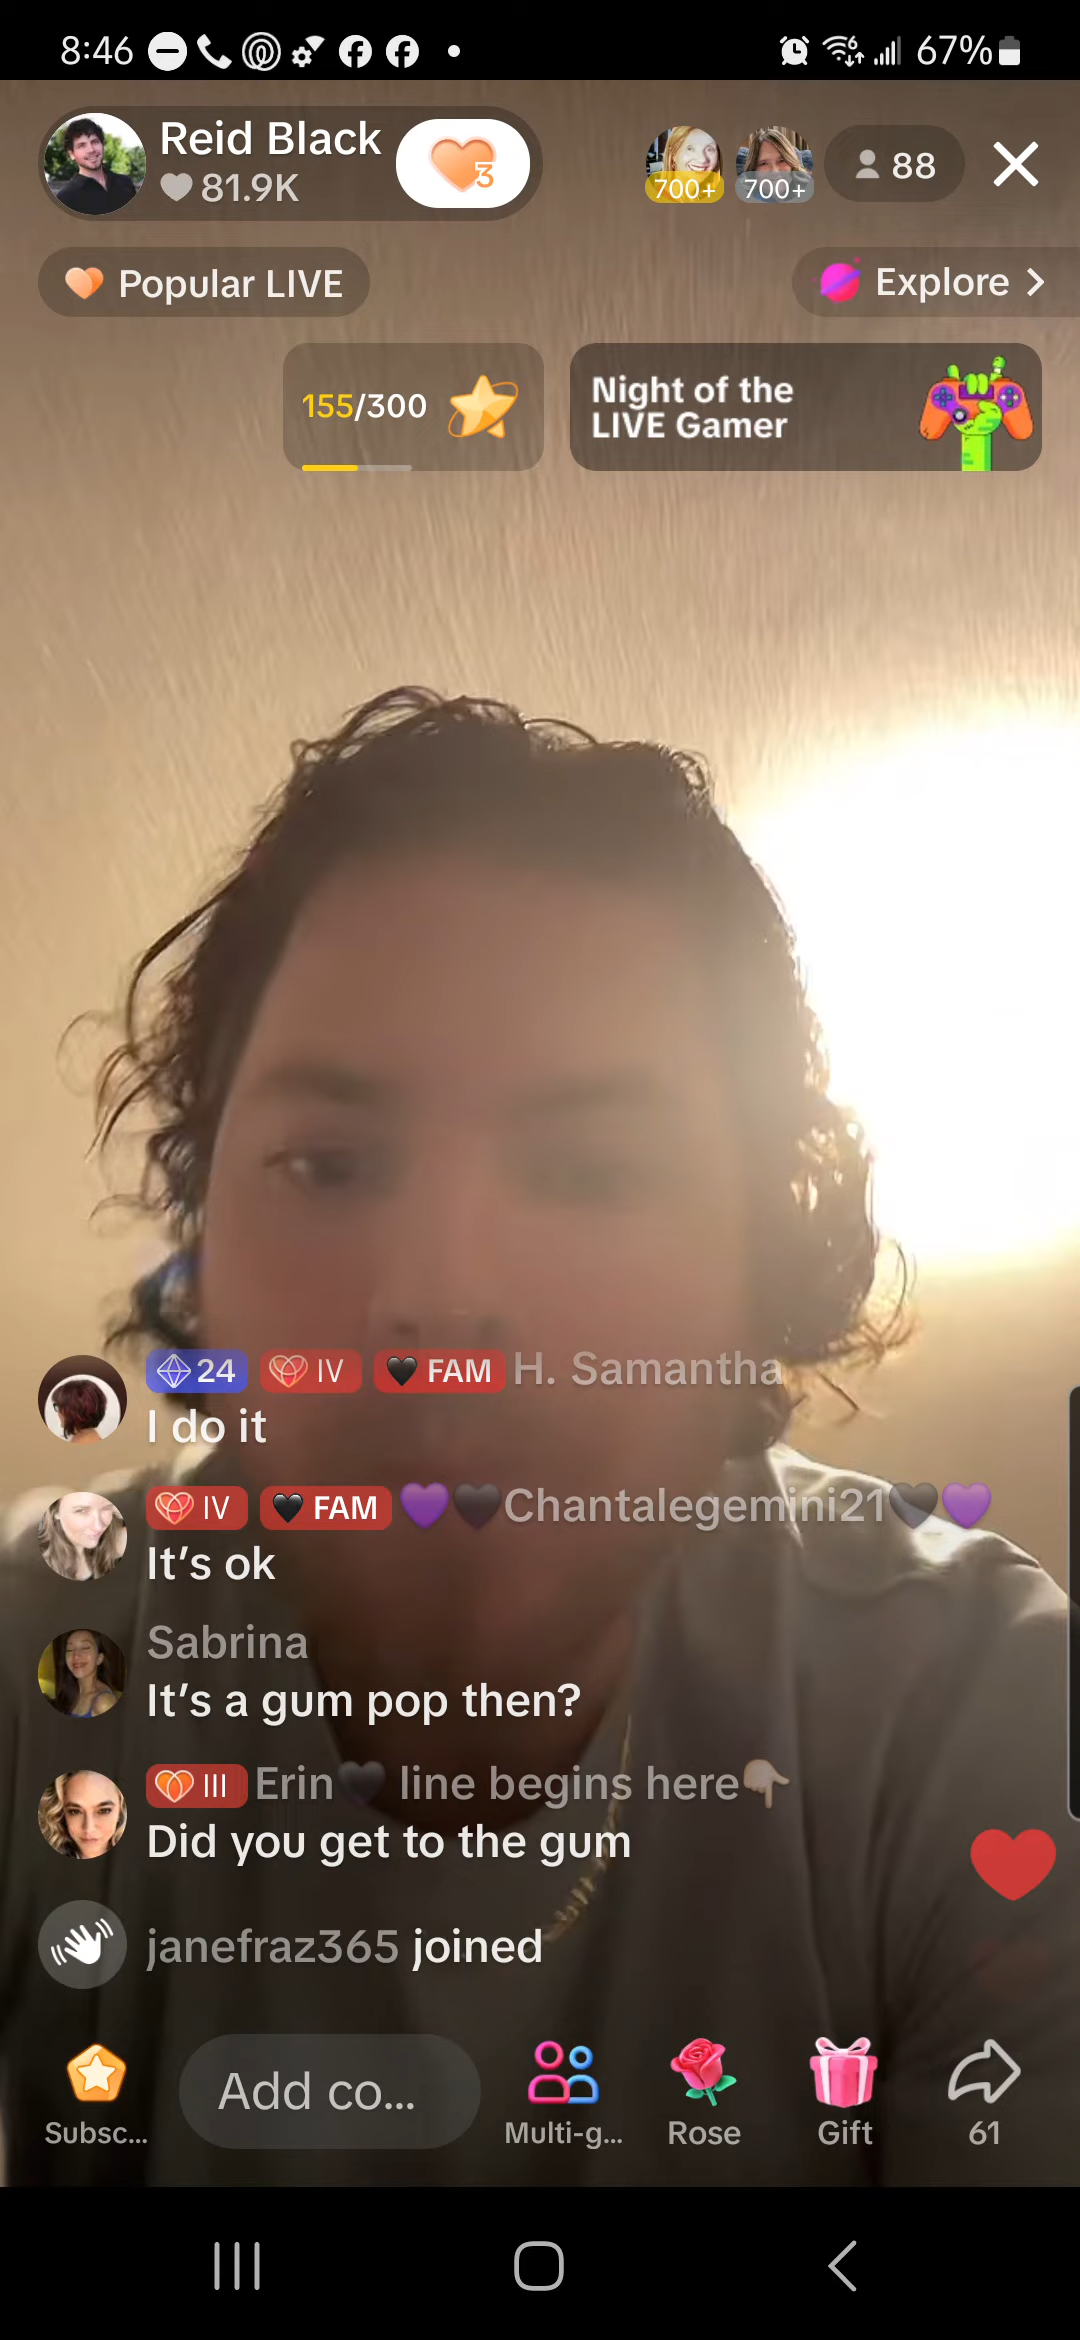 8:46
67%
Reid Black
81.9K
3
700+
700+
88
Popular LIVE
Explore
155/300
Night of the
LIVE Gamer
24 IV FAM H. Samantha
I do it
IV FAM Chantalegemini21
It's ok
Sabrina
It's a gum pop then?
III Erin line begins here
Did you get to the gum
janefraz365 joined
Add co...
Subsc...
Multi-g...
Rose
Gift
61